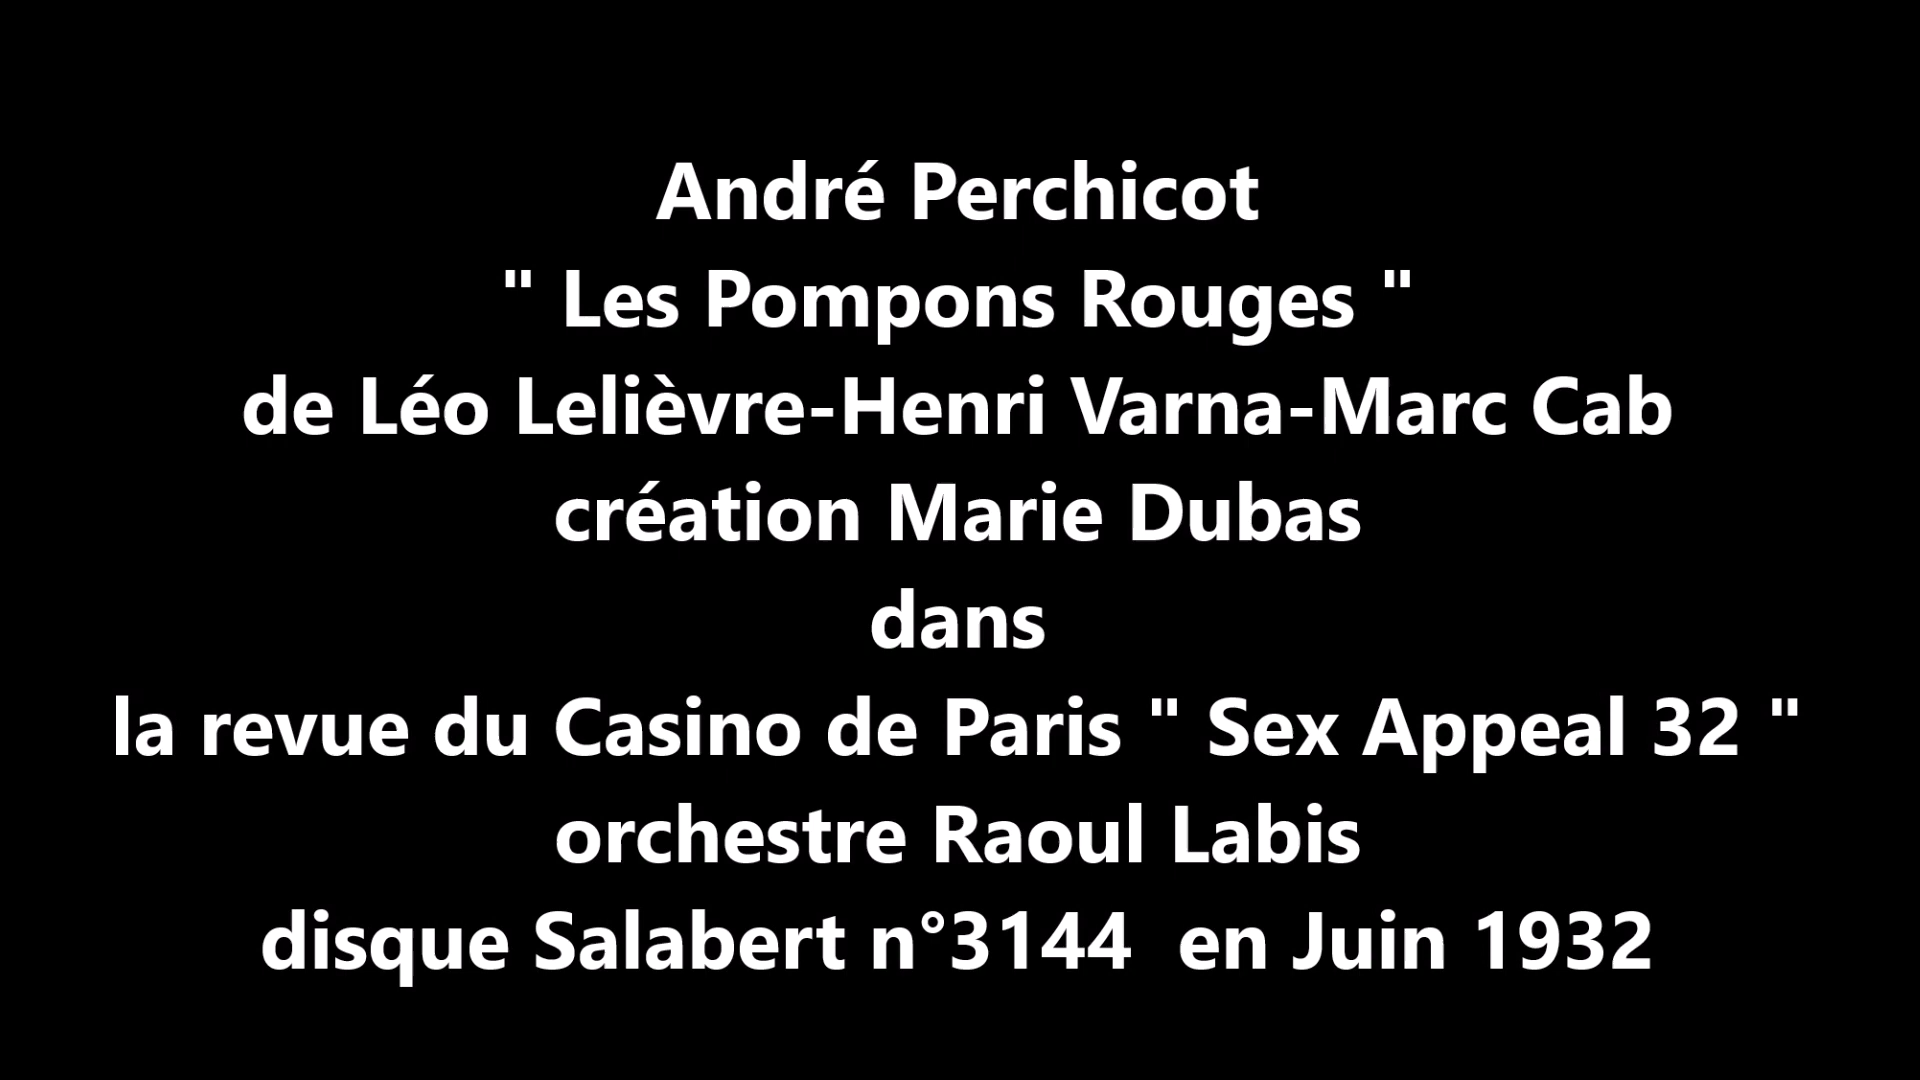 André Perchicot
" Les Pompons Rouges "
de Léo Lelièvre-Henri Varna-Marc Cab
création Marie Dubas
dans
la revue du Casino de Paris " Sex Appeal 32 "
orchestre Raoul Labis
disque Salabert n°3144  en Juin 1932